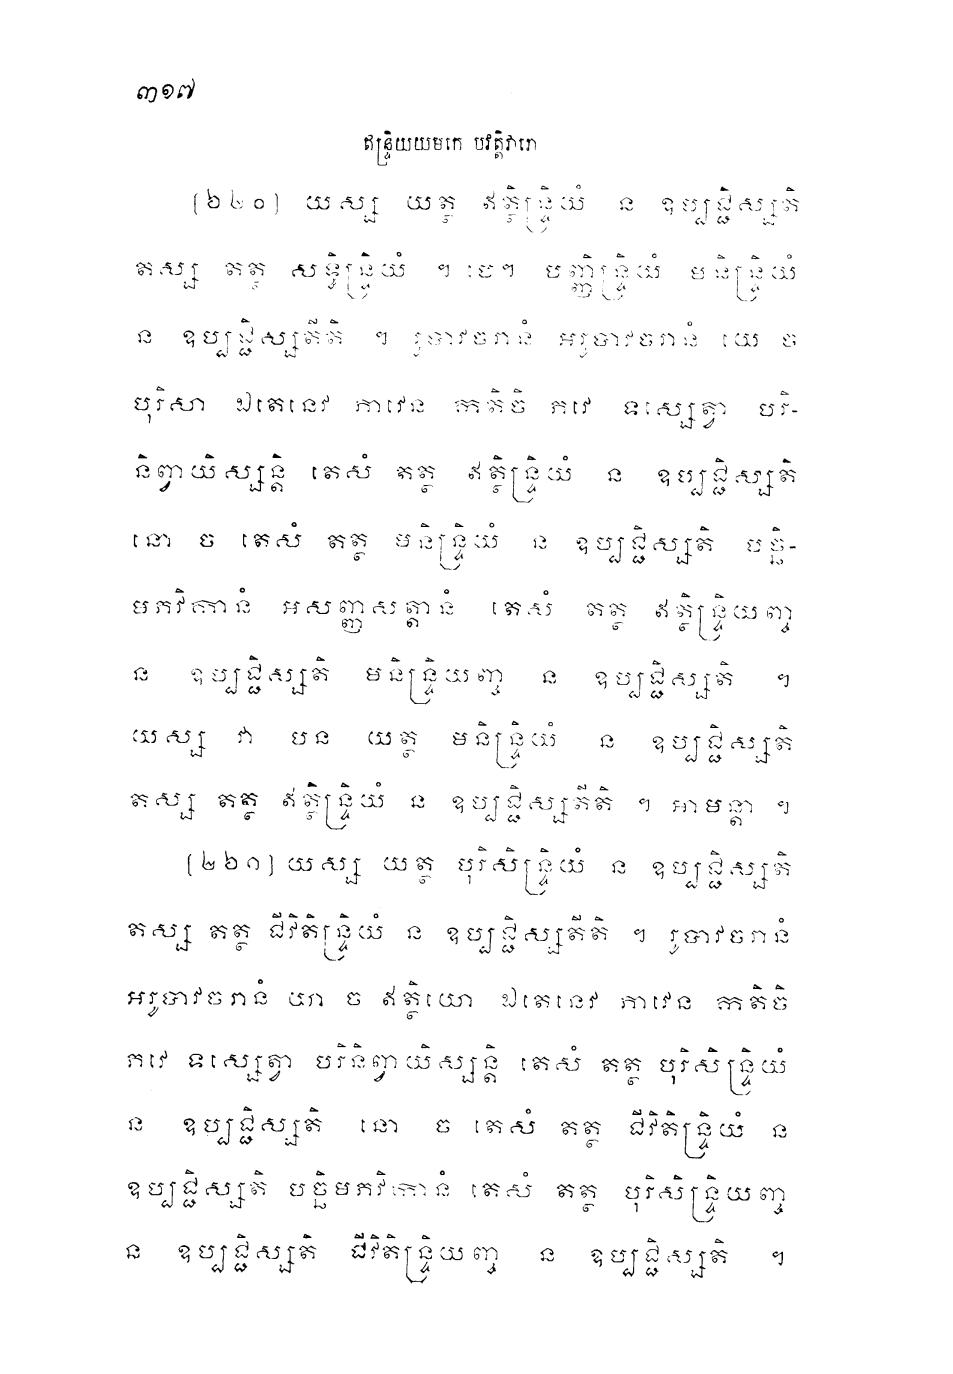 ៣១៧
ឥន្ទ្រិយយមកេ បវត្តិវារោ
(៦៤០) យស្ស យត្ថ ឥត្ថិន្ទ្រិយំ ន ឧប្បជ្ជិស្សតិ
តស្ស តត្ថ សទ្ធិន្ទ្រិយំ ។ បេ។ បញ្ញិន្ទ្រិយំ មនិន្ទ្រិយំ
ន ឧប្បជ្ជិស្សតីតិ ។ រូបាវចរានំ អរូបាវចរានំ យេ ច
បុរិសា ឯតេនេវ ភាវេន កតិចិ ភវេ ទស្សេត្វា បរិ-
និព្វាយិស្សន្តិ តេសំ តត្ថ ឥត្ថិន្ទ្រិយំ ន ឧប្បជ្ជិស្សតិ
នោ ច តេសំ តត្ថ មនិន្ទ្រិយំ ន ឧប្បជ្ជិស្សតិ បច្ឆិ-
មភវិកានំ អសញ្ញសត្តានំ តេសំ តត្ថ ឥត្ថិន្ទ្រិយញ្ច
ន ឧប្បជ្ជិស្សតិ មនិន្ទ្រិយញ្ច ន ឧប្បជ្ជិស្សតិ ។
យស្ស វា បន យត្ថ មនិន្ទ្រិយំ ន ឧប្បជ្ជិស្សតិ
តស្ស តត្ថ ឥត្ថិន្ទ្រិយំ ន ឧប្បជ្ជិស្សតីតិ ។ អាមន្តា ។
យស្ស យត្ថ បុរិសិន្ទ្រិយំ ន ឧប្បជ្ជិស្សតិ
តស្ស តត្ថ ជីវិតិន្ទ្រិយំ ន ឧប្បជ្ជិស្សតីតិ ។ រូបាវចរានំ
អរូបាវចរានំ យា ច ឥត្ថិយោ ឯតេនេវ ភាវេន កតិចិ
ភវេ ទស្សេត្វា បរិនិព្វាយិស្សន្តិ តេសំ តត្ថ បុរិសិន្ទ្រិយំ
ន ឧប្បជ្ជិស្សតិ នោ ច តេសំ តត្ថ ជីវិតិន្ទ្រិយំ ន
ឧប្បជ្ជិស្សតិ បច្ឆិមភវិកានំ តេសំ តត្ថ បុរិសិន្ទ្រិយញ្ច
ន ឧប្បជ្ជិស្សតិ ជីវិតិន្ទ្រិយញ្ច ន ឧប្បជ្ជិស្សតិ ។